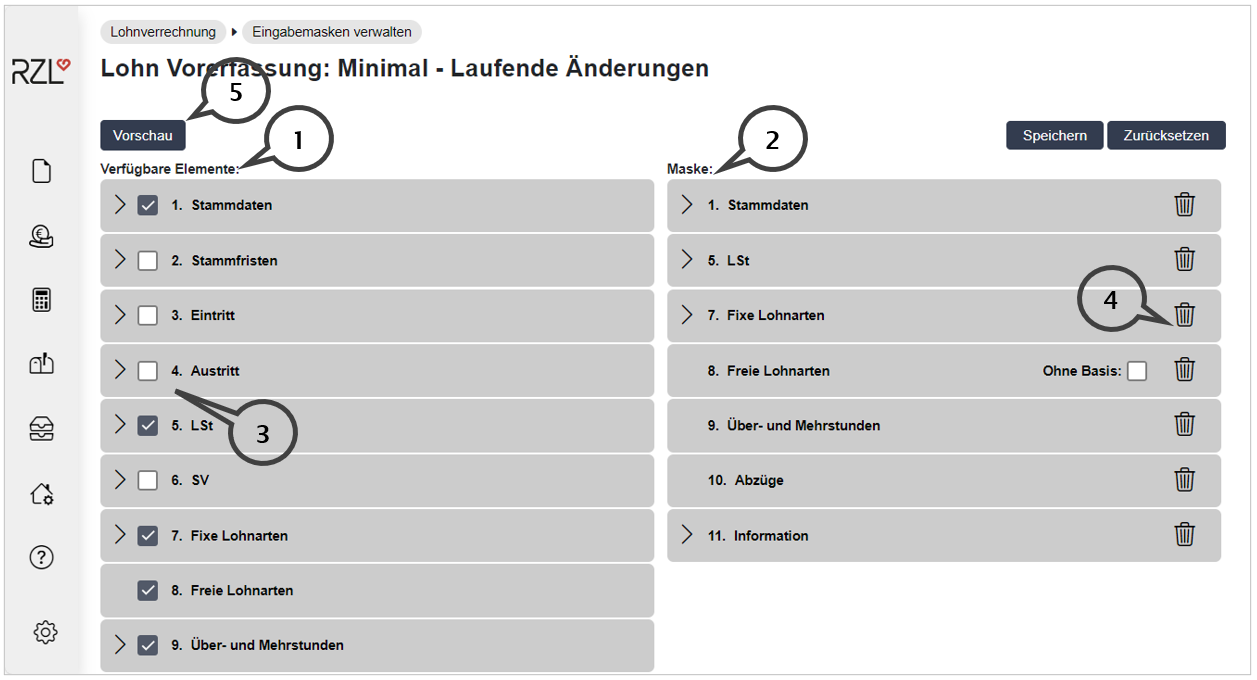 Lohnverrechnung Eingabemasken verwalten
RZL
Lohn Vorerfassung: Minimal - Laufende Änderungen
5
1
2
Vorschau
Speichern
Zurücksetzen
Verfügbare Elemente:
1. Stammdaten
2. Stammfristen
3. Eintritt
4. Austritt
5. LSt
3
6. SV
7. Fixe Lohnarten
8. Freie Lohnarten
9. Über- und Mehrstunden
Maske:
1. Stammdaten
5. LSt
4
7. Fixe Lohnarten
8. Freie Lohnarten Ohne Basis:
9. Über- und Mehrstunden
10. Abzüge
11. Information